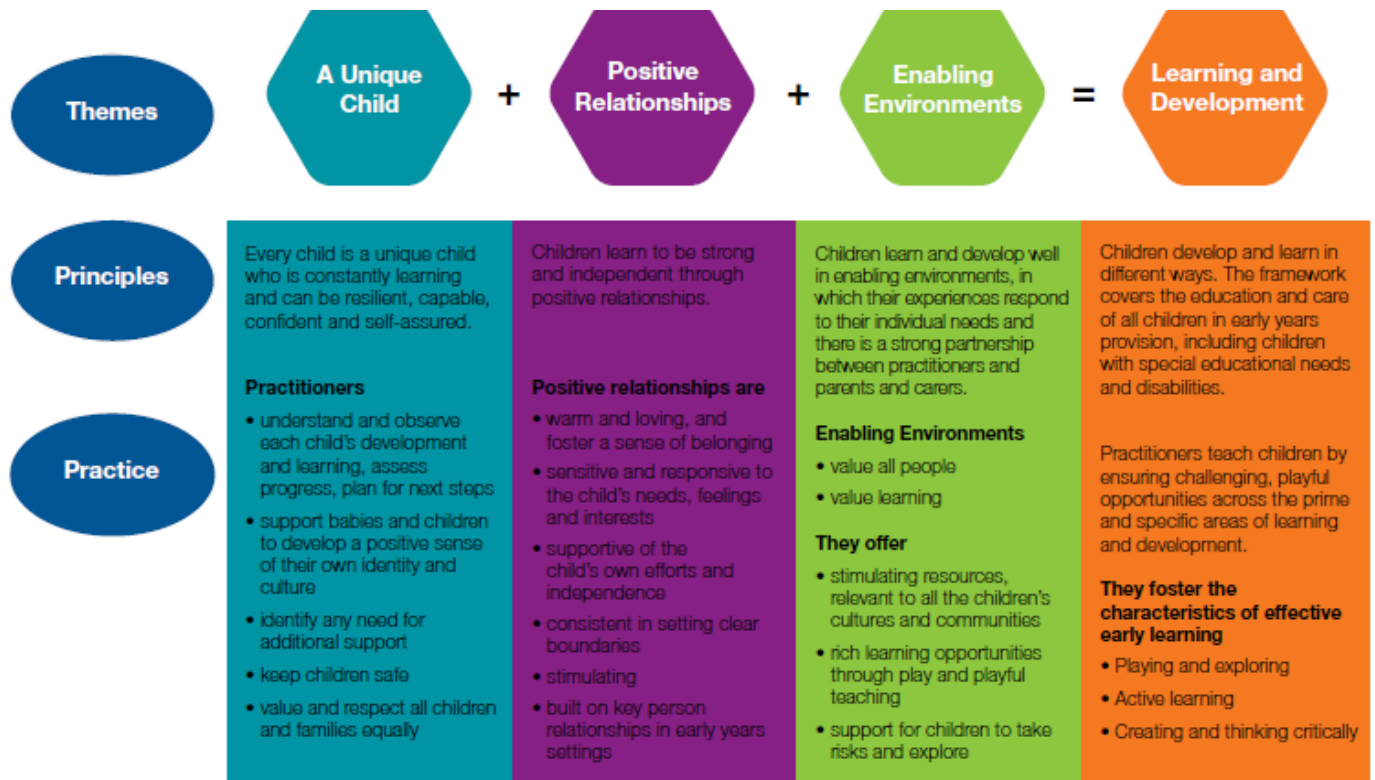 Themes
A Unique
Child
+
Positive
Relationships
+
Enabling
Environments
=
Learning and
Development
Principles
Every child is a unique child
who is constantly learning
and can be resilient, capable,
confident and self-assured.
Children learn to be strong
and independent through
positive relationships.
Children learn and develop well
in enabling environments, in
which their experiences respond
to their individual needs and
there is a strong partnership
between practitioners and
parents and carers.
Children develop and learn in
different ways. The framework
covers the education and care
of all children in early years
provision, including children
with special educational needs
and disabilities.
Practice
Practitioners
• understand and observe
each child's development
and learning, assess
progress, plan for next steps
• support babies and children
to develop a positive sense
of their own identity and
culture
• identify any need for
additional support
• keep children safe
• value and respect all children
and families equally
Positive relationships are
• warm and loving, and
foster a sense of belonging
• sensitive and responsive to
the child's needs, feelings
and interests
• supportive of the
child's own efforts and
independence
• consistent in setting clear
boundaries
• stimulating
• built on key person
relationships in early years
settings
Enabling Environments
• value all people
• value learning
They offer
• stimulating resources,
relevant to all the children's
cultures and communities
• rich learning opportunities
through play and playful
teaching
• support for children to take
risks and explore
Practitioners teach children by
ensuring challenging, playful
opportunities across the prime
and specific areas of learning
and development.
They foster the
characteristics of effective
early learning
• Playing and exploring
• Active learning
• Creating and thinking critically